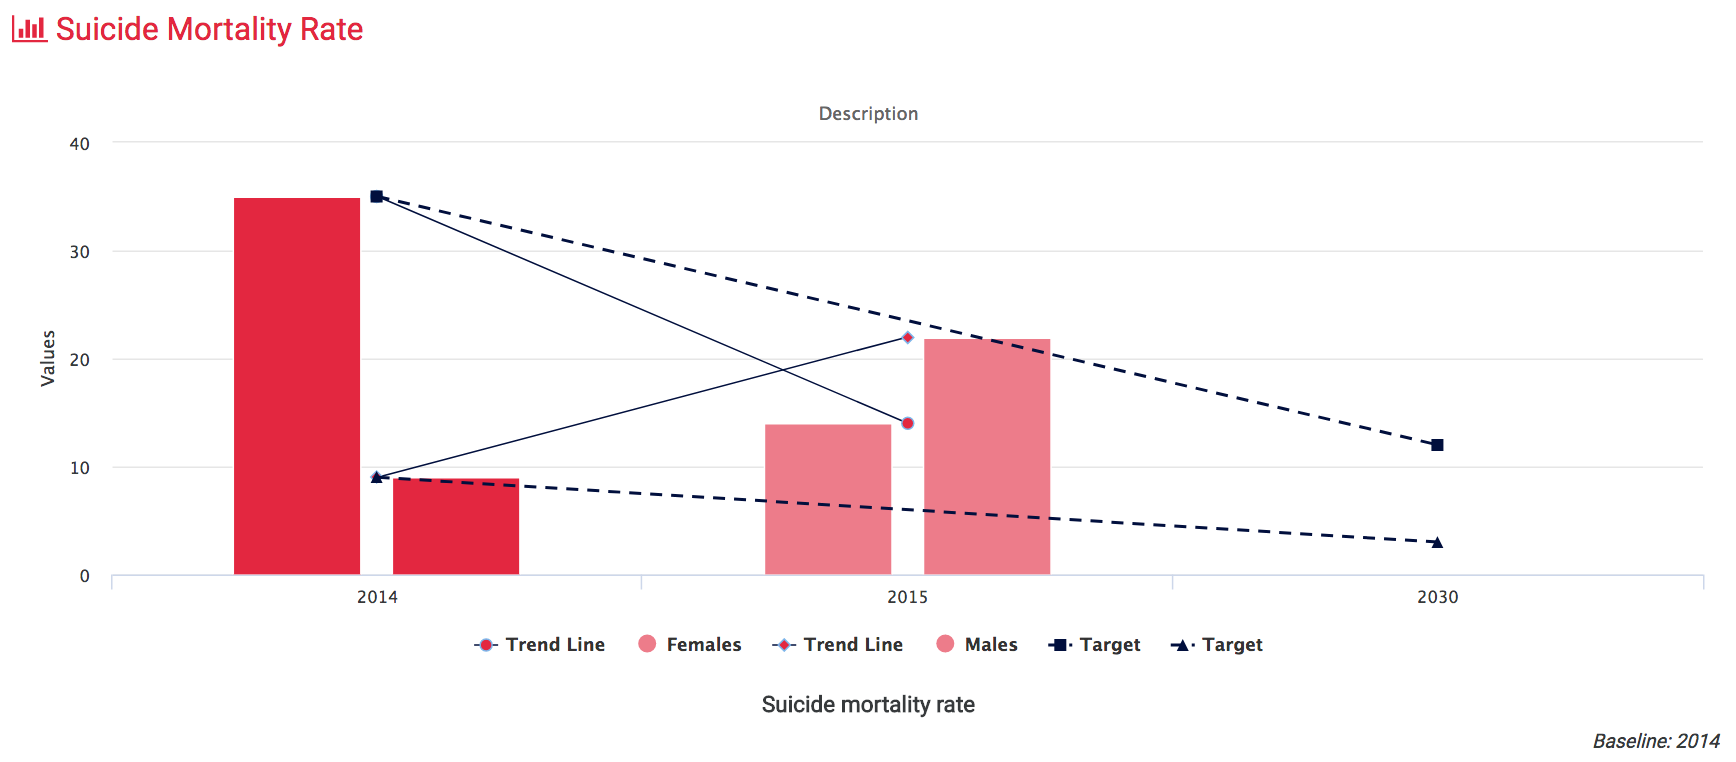 Suicide Mortality Rate
Description
40
30
20
10
0
Values
2014 2015 2030
Trend Line Females Trend Line Males Target Target
Suicide mortality rate
Baseline: 2014